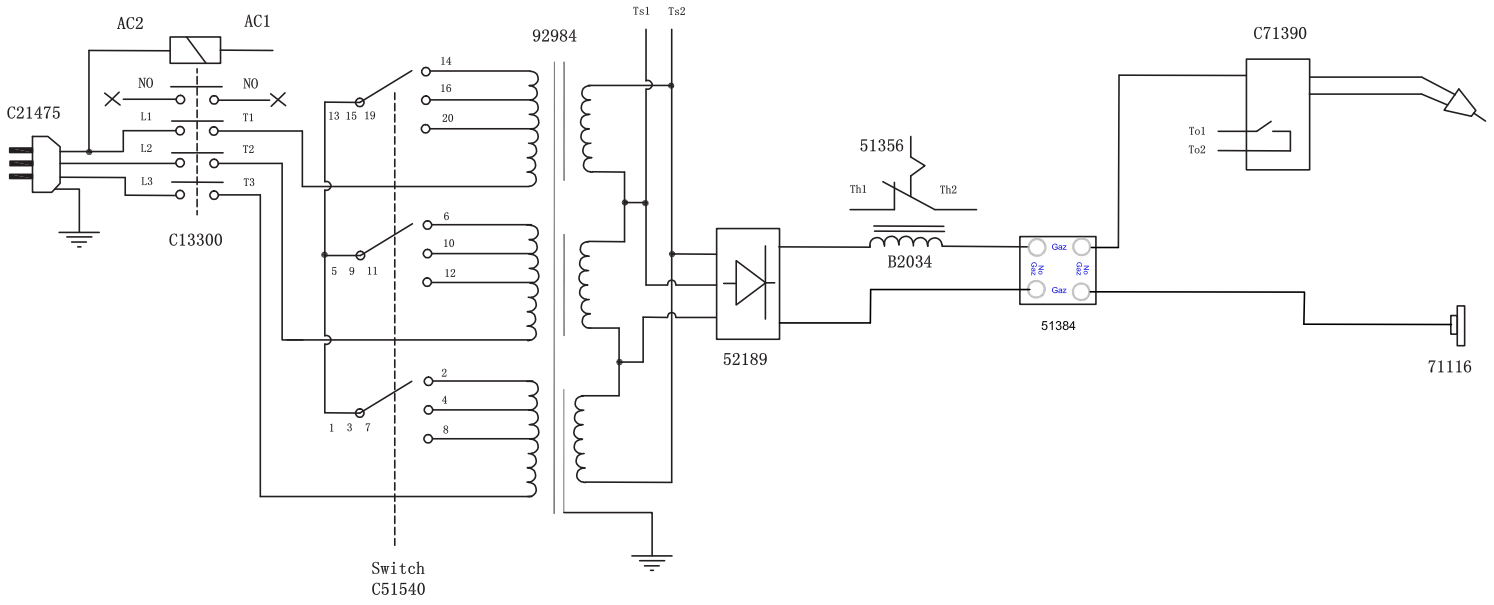 Ts1 Ts2
AC2 AC1
92984
C71390
NO NO
14
16
20
13 15 19
C21475
L1 T1
L2 T2
L3 T3
C13300
To1
To2
51356
Th1 Th2
B2034
6
10
12
5 9 11
Gaz
No Gaz
No Gaz
Gaz
51384
52189
71116
2
4
8
1 3 7
Switch
C51540